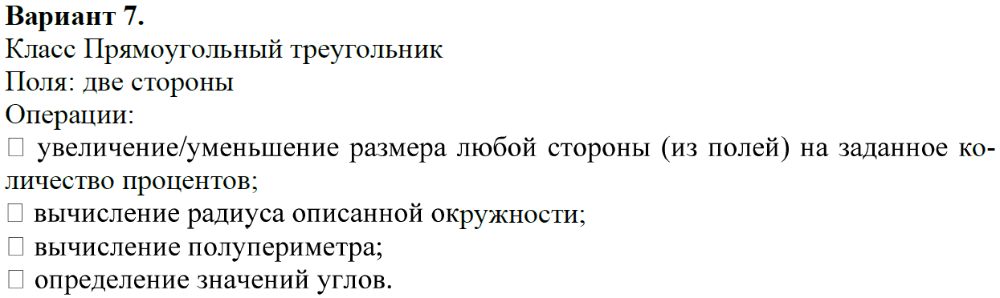 Вариант 7.
Класс Прямоугольный треугольник
Поля: две стороны
Операции:
□ увеличение/уменьшение размера любой стороны (из полей) на заданное ко-
личество процентов;
□ вычисление радиуса описанной окружности;
□ вычисление полупериметра;
□ определение значений углов.